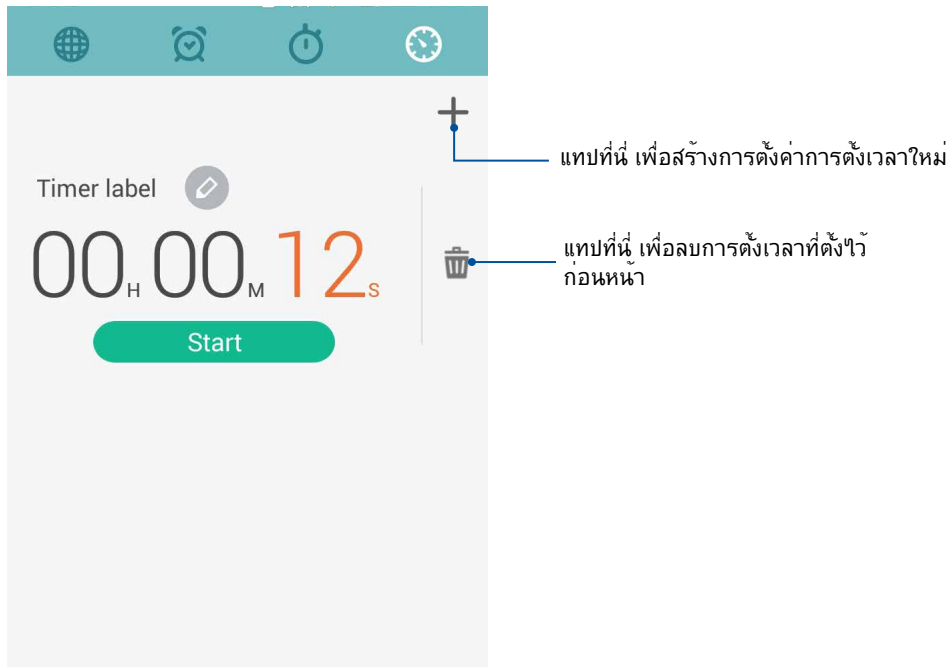 แทปที่นี่ เพื่อสร้างการตั้งค่าการตั้งเวลาใหม่
Timer label
00H 00M 12S
แทปที่นี่ เพื่อลบการตั้งเวลาที่ตั้งไว้
ก่อนหน้า
Start